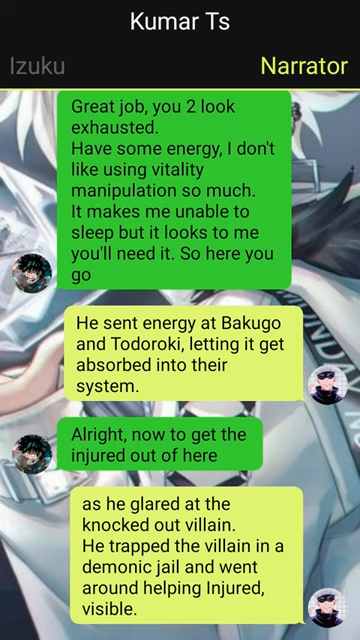 Kumar Ts
Izuku
Narrator
Great job, you 2 look
exhausted.
Have some energy, I don't
like using vitality
manipulation so much.
It makes me unable to
sleep but it looks to me
you'll need it. So here you
go
He sent energy at Bakugo
and Todoroki, letting it get
absorbed into their
system.
Alright, now to get the
injured out of here
as he glared at the
knocked out villain.
He trapped the villain in a
demonic jail and went
around helping Injured,
visible.